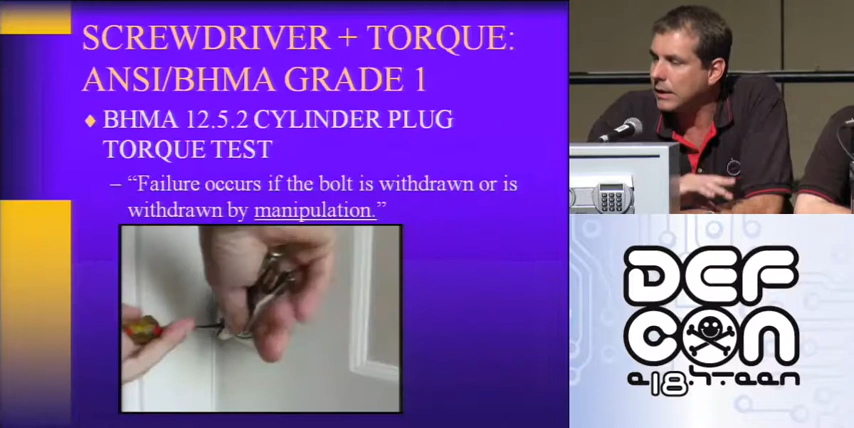 SCREWDRIVER + TORQUE:
ANSI/BHMA GRADE 1
BHMA 12.5.2 CYLINDER PLUG
TORQUE TEST
– “Failure occurs if the bolt is withdrawn or is
withdrawn by manipulation.”
DEF
CON